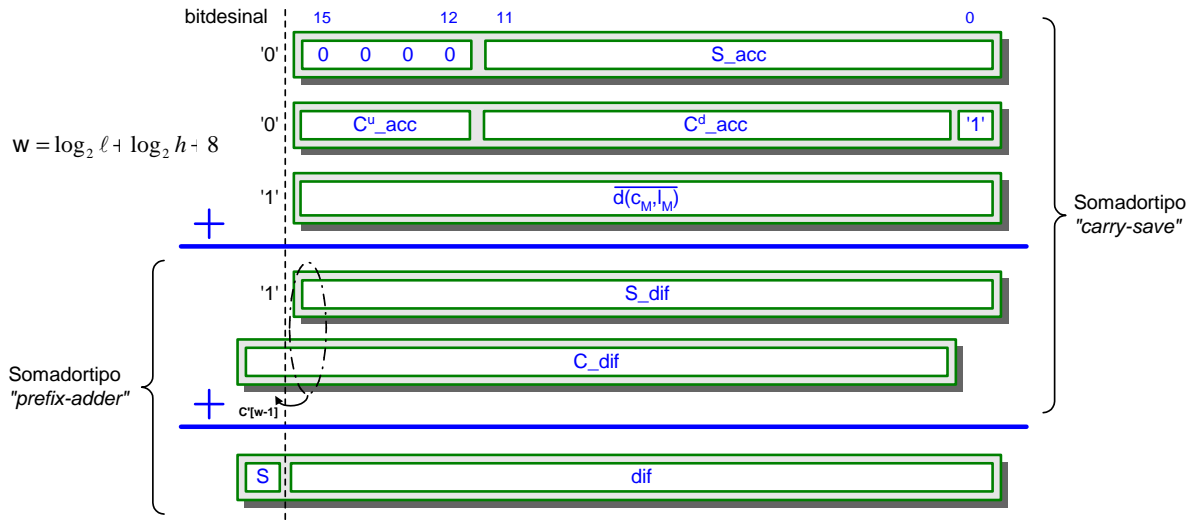 bitdesinal 15 12 11 0
'0' 0 0 0 0 S_acc
'0' Cᵘ_acc Cᵈ_acc '1'
w = log₂ ℓ + log₂ h + 8
'1' d(c_M,l_M)
+
Somadortipo
"carry-save"
'1' S_dif
C_dif
Somadortipo
"prefix-adder"
+
C'[w-1]
S dif